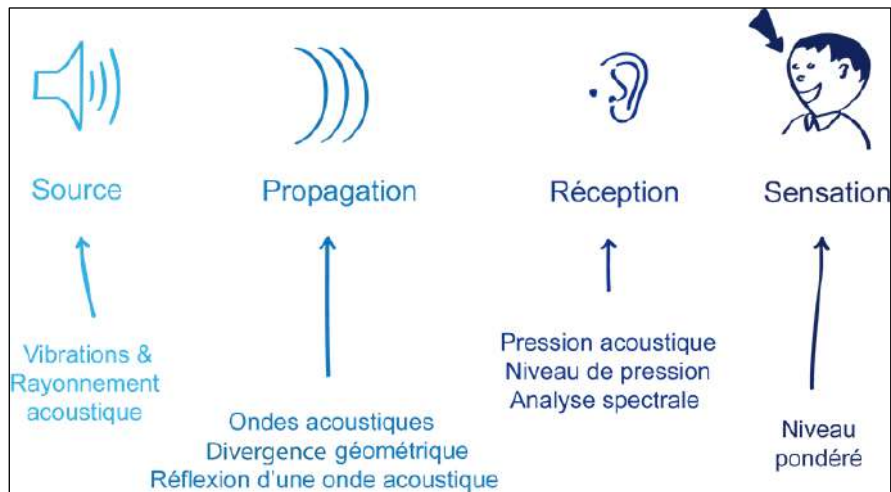 Source
Propagation
Réception
Sensation
Vibrations &
Rayonnement
acoustique
Ondes acoustiques
Divergence géométrique
Réflexion d'une onde acoustique
Pression acoustique
Niveau de pression
Analyse spectrale
Niveau
pondéré